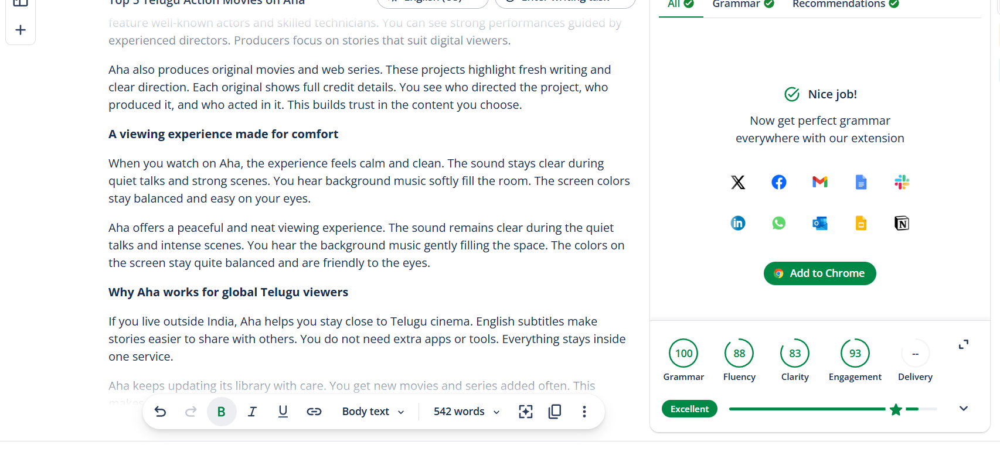 Top 5 Telugu Action Movies on Aha
feature well-known actors and skilled technicians. You can see strong performances guided by
experienced directors. Producers focus on stories that suit digital viewers.
Aha also produces original movies and web series. These projects highlight fresh writing and
clear direction. Each original shows full credit details. You see who directed the project, who
produced it, and who acted in it. This builds trust in the content you choose.
A viewing experience made for comfort
When you watch on Aha, the experience feels calm and clean. The sound stays clear during
quiet talks and strong scenes. You hear background music softly fill the room. The screen colors
stay balanced and easy on your eyes.
Aha offers a peaceful and neat viewing experience. The sound remains clear during the quiet
talks and intense scenes. You hear the background music gently filling the space. The colors on
the screen stay quite balanced and are friendly to the eyes.
Why Aha works for global Telugu viewers
If you live outside India, Aha helps you stay close to Telugu cinema. English subtitles make
stories easier to share with others. You do not need extra apps or tools. Everything stays inside
one service.
Aha keeps updating its library with care. You get new movies and series added often. This
makes
B I U Body text 542 words
All Grammar Recommendations
Nice job!
Now get perfect grammar
everywhere with our extension
Add to Chrome
100 88 83 93 --
Grammar Fluency Clarity Engagement Delivery
Excellent